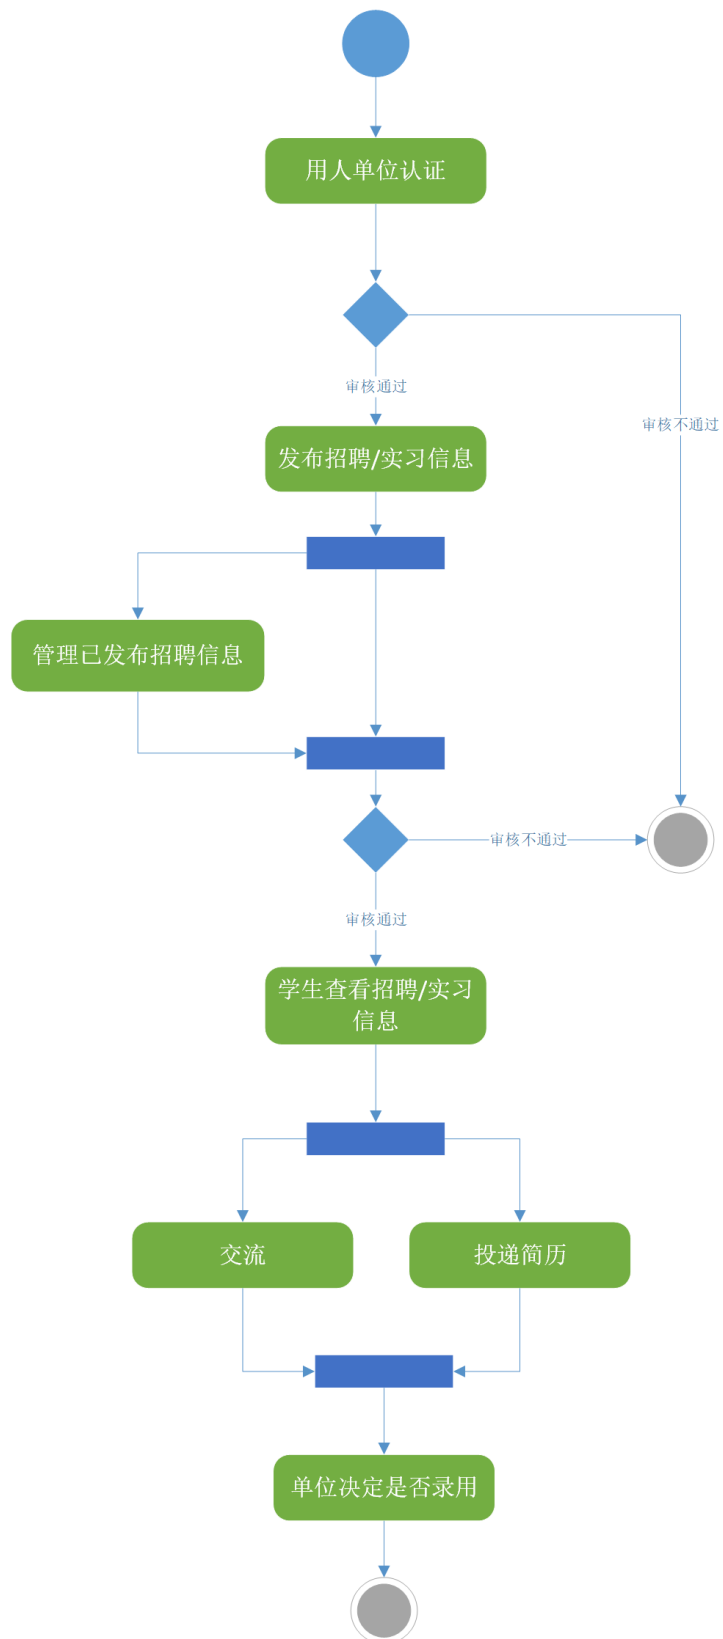 用人单位认证
审核通过
审核不通过
发布招聘/实习信息
管理已发布招聘信息
审核不通过
审核通过
学生查看招聘/实习
信息
交流
投递简历
单位决定是否录用